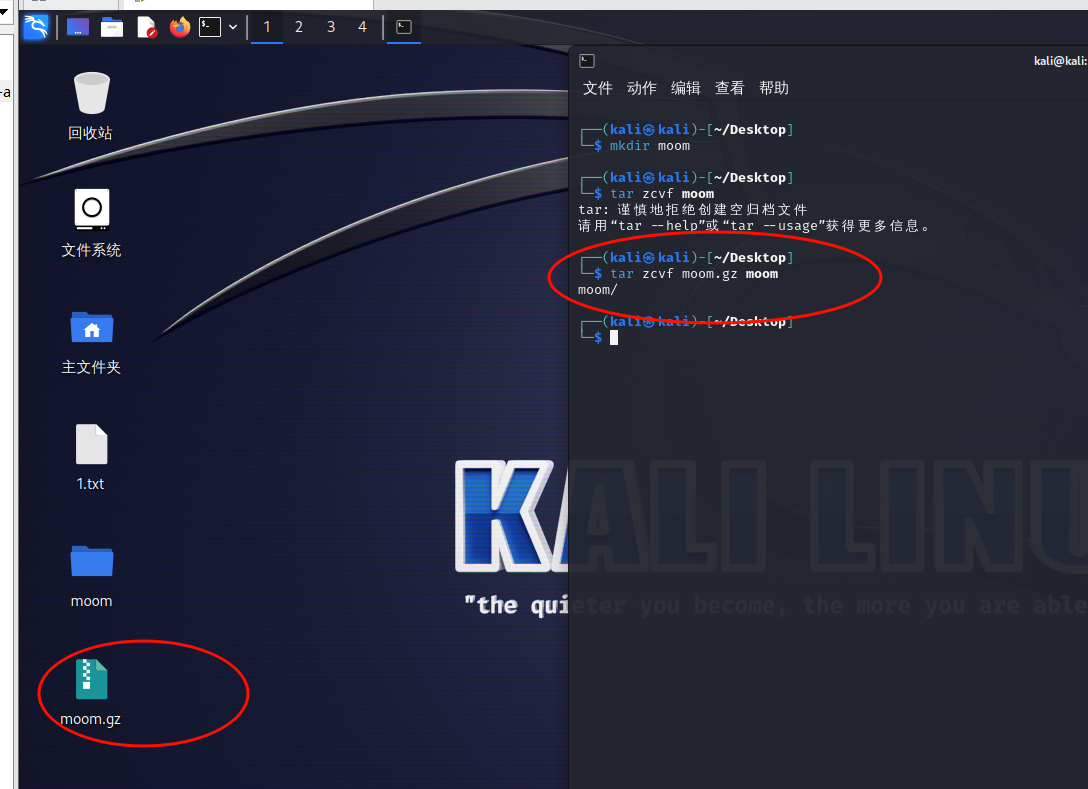 1 2 3 4
kali@kali:
-a
文件 动作 编辑 查看 帮助
回收站
文件系统
主文件夹
1.txt
moom
moom.gz
┌──(kali㉿kali)-[~/Desktop]
└─$ mkdir moom
┌──(kali㉿kali)-[~/Desktop]
└─$ tar zcvf moom
tar: 谨慎地拒绝创建空归档文件
请用“tar --help”或“tar --usage”获得更多信息。
┌──(kali㉿kali)-[~/Desktop]
└─$ tar zcvf moom.gz moom
moom/
┌──(kali㉿kali)-[~/Desktop]
└─$
KALI LINU
"the quieter you become, the more you are able